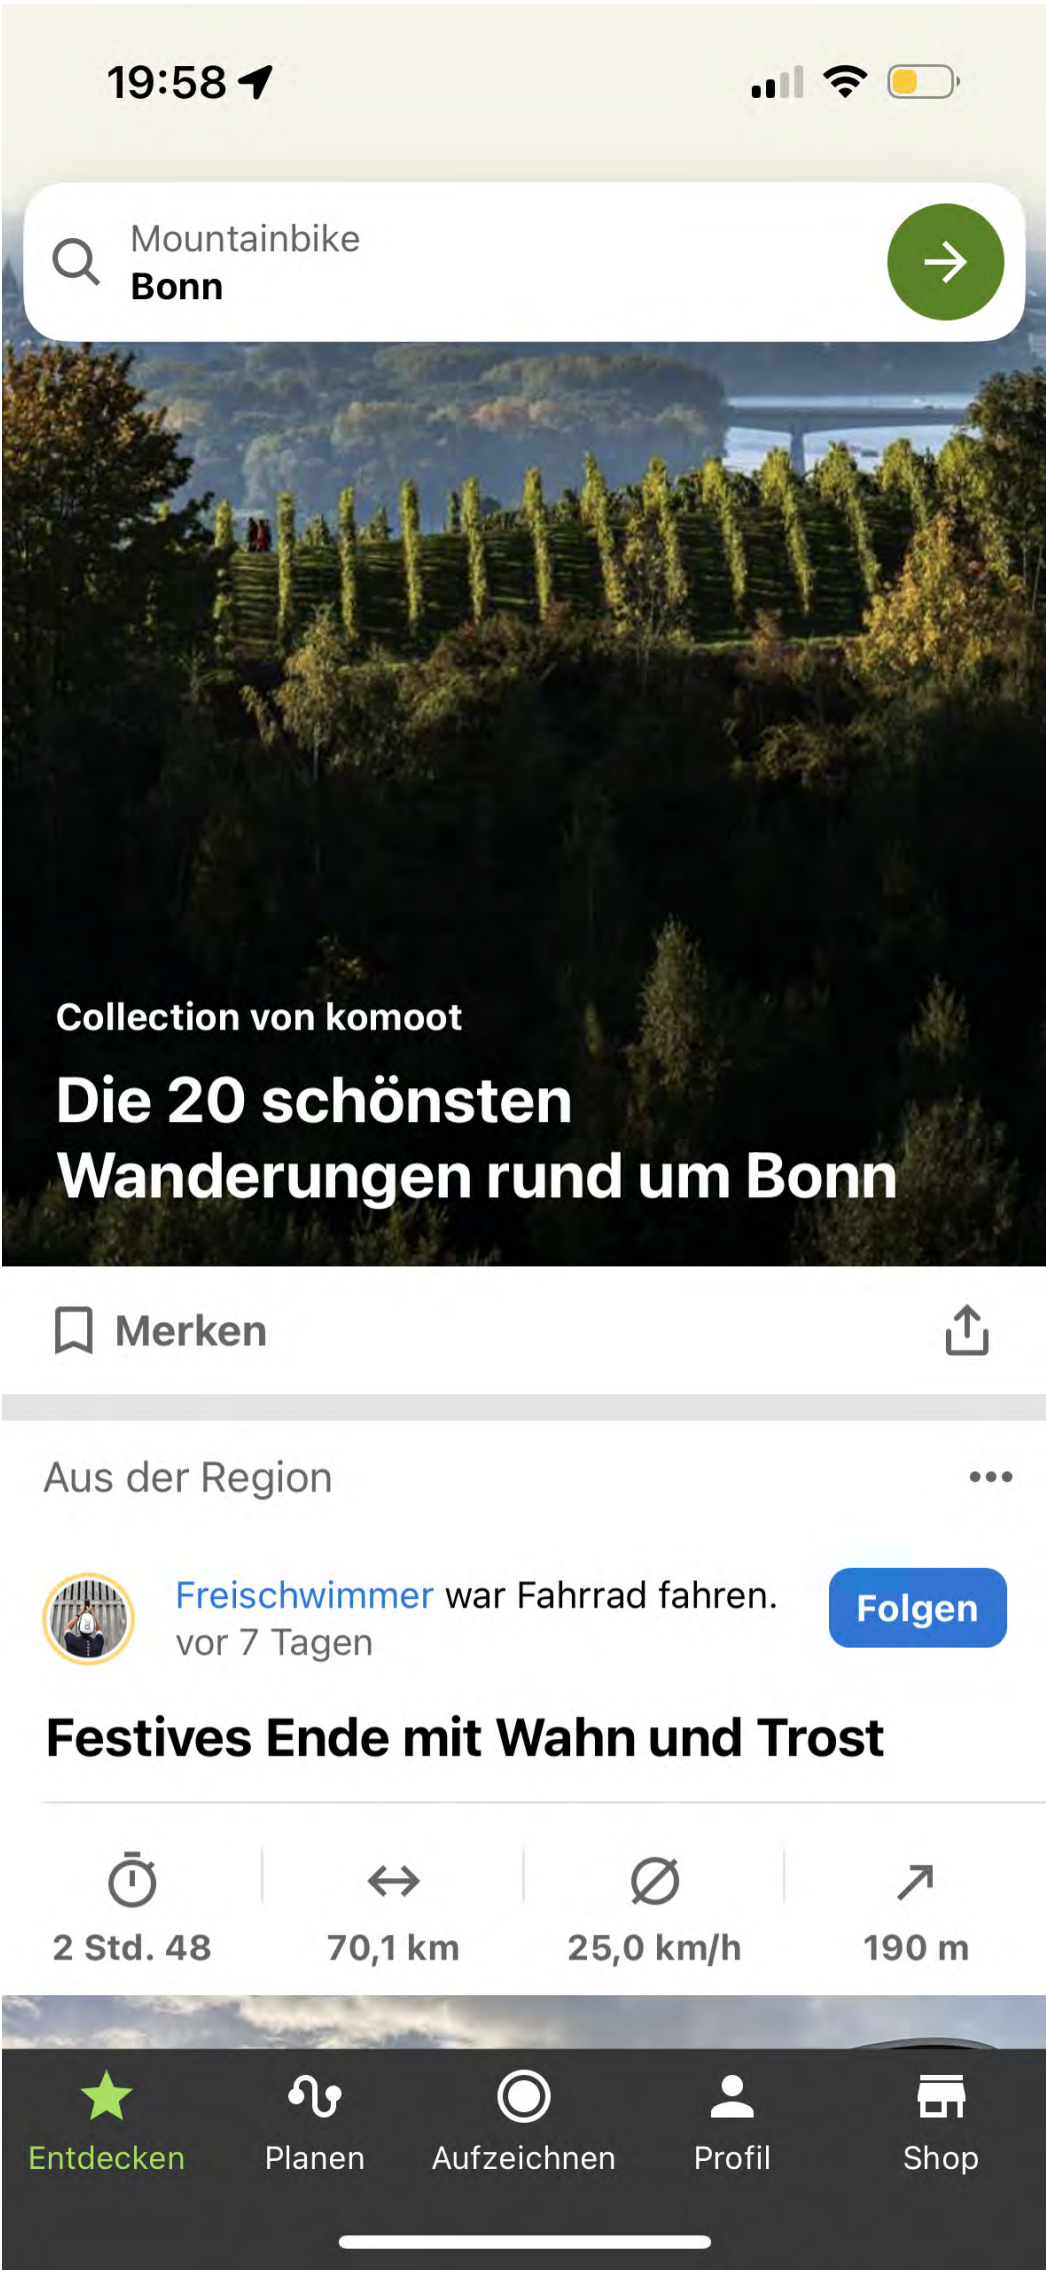 19:58
Mountainbike
Bonn
Collection von komoot
Die 20 schönsten
Wanderungen rund um Bonn
Merken
Aus der Region
Freischwimmer war Fahrrad fahren.
vor 7 Tagen
Folgen
Festives Ende mit Wahn und Trost
2 Std. 48
70,1 km
25,0 km/h
190 m
Entdecken
Planen
Aufzeichnen
Profil
Shop